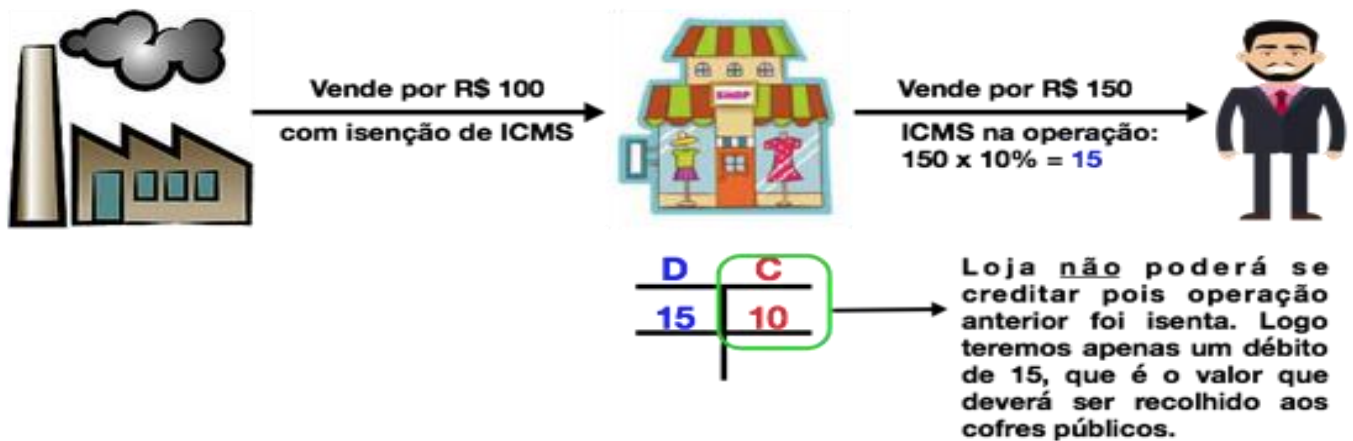 Vende por R$ 100
com isenção de ICMS
SHOP
Vende por R$ 150
ICMS na operação:
150 x 10% = 15
D C
15 10
Loja não poderá se
creditar pois operação
anterior foi isenta. Logo
teremos apenas um débito
de 15, que é o valor que
deverá ser recolhido aos
cofres públicos.